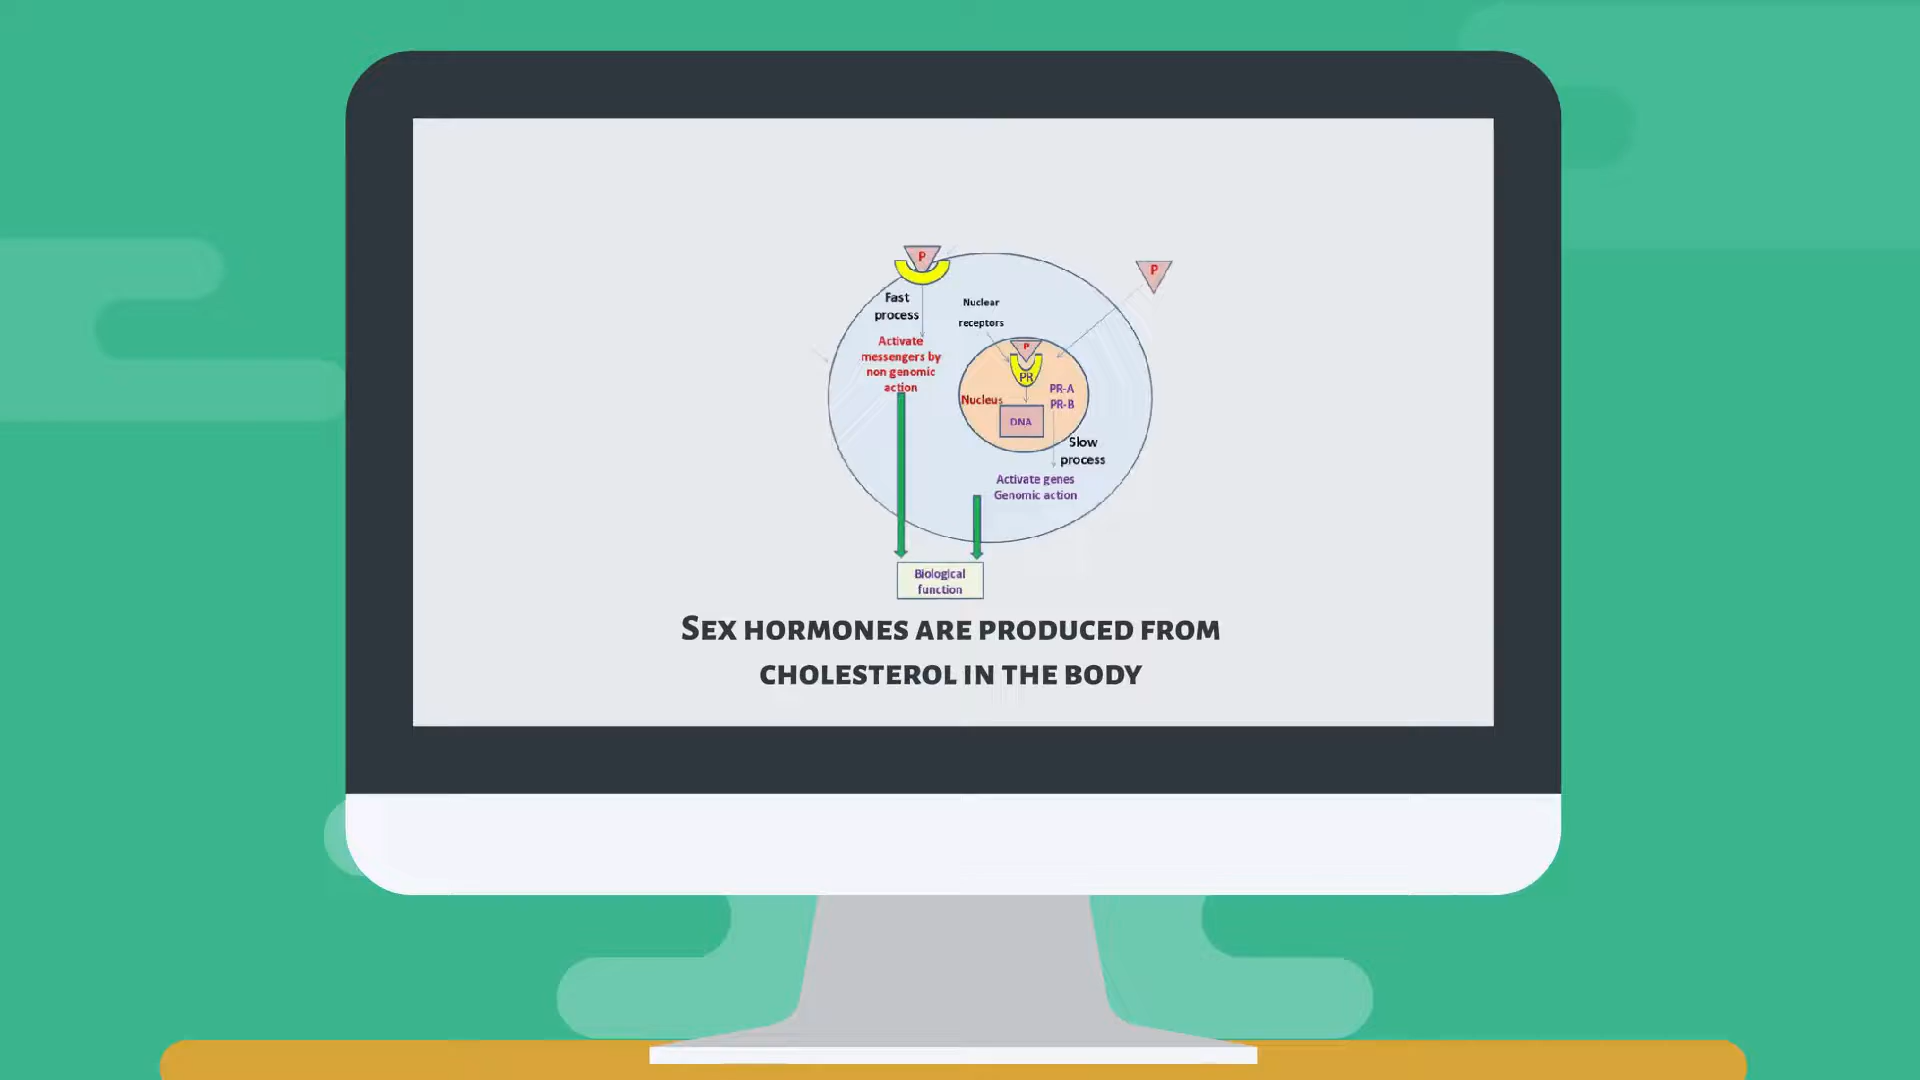 P
P
Fast
process
Nuclear
receptors
Activate
messengers by
non genomic
action
P
PR
PR-A
PR-B
Nucleus
DNA
Slow
process
Activate genes
Genomic action
Biological
function
Sex hormones are produced from
cholesterol in the body